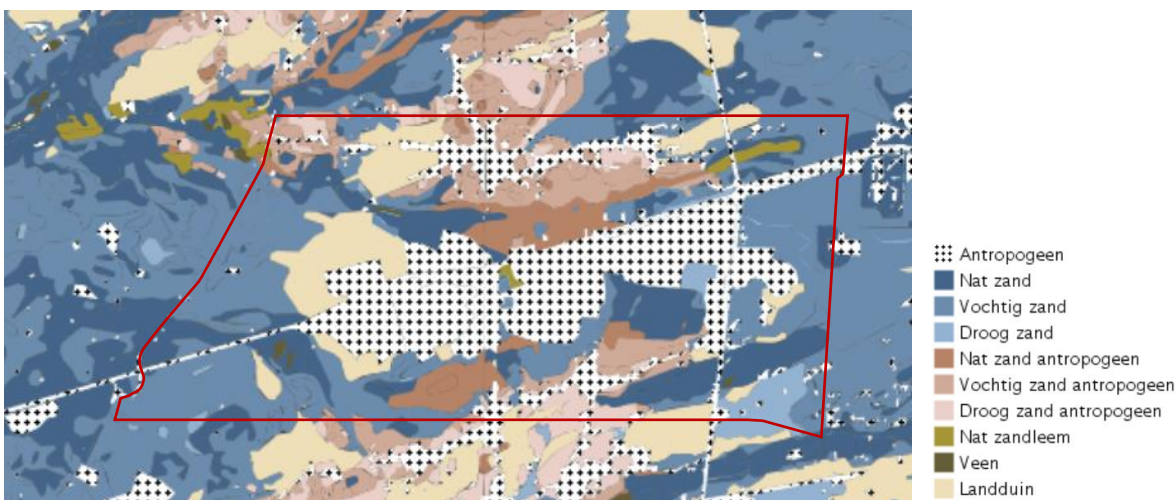 Antropogeen
Nat zand
Vochtig zand
Droog zand
Nat zand antropogeen
Vochtig zand antropogeen
Droog zand antropogeen
Nat zandleem
Veen
Landduin